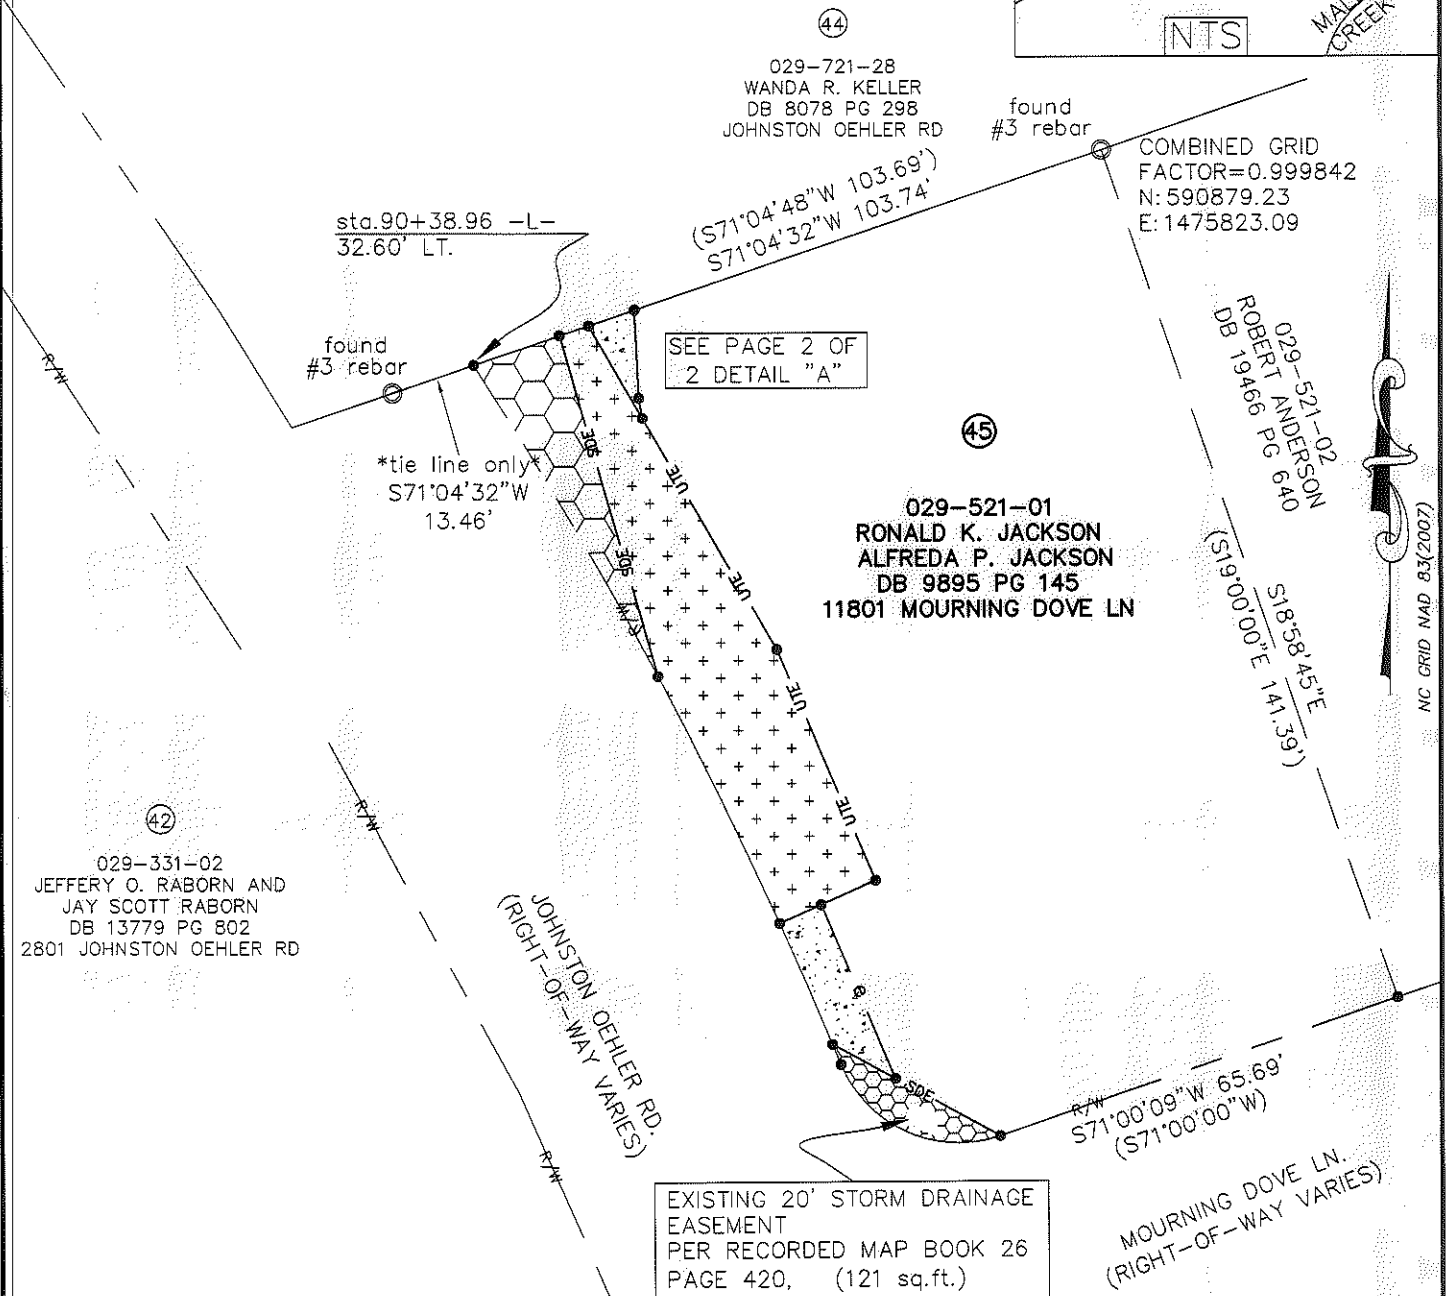 44
029-721-28
WANDA R. KELLER
DB 8078 PG 298
JOHNSTON OEHLER RD
NTS
CREEK
found
#3 rebar
COMBINED GRID
FACTOR=0.999842
N: 590879.23
E: 1475823.09
(S71°04'48"W 103.69')
S71°04'32"W 103.74'
sta.90+38.96 -L-
32.60' LT.
found
#3 rebar
SEE PAGE 2 OF
2 DETAIL "A"
*tie line only*
S71°04'32"W
13.46'
45
029-521-01
RONALD K. JACKSON
ALFREDA P. JACKSON
DB 9895 PG 145
11801 MOURNING DOVE LN
029-521-02
ROBERT ANDERSON
DB 19466 PG 640
S18°58'45"E
(S19°00'00"E 141.39')
NC GRID NAD 83(2007)
R/W
SDE
SDE
R/W
UTE
UTE
UTE
UTE
42
029-331-02
JEFFERY O. RABORN AND
JAY SCOTT RABORN
DB 13779 PG 802
2801 JOHNSTON OEHLER RD
R/W
JOHNSTON OEHLER RD.
(RIGHT-OF-WAY VARIES)
R/W
SDE
R/W
S71°00'09"W 65.69'
(S71°00'00"W)
MOURNING DOVE LN.
(RIGHT-OF-WAY VARIES)
EXISTING 20' STORM DRAINAGE
EASEMENT
PER RECORDED MAP BOOK 26
PAGE 420, (121 sq.ft.)